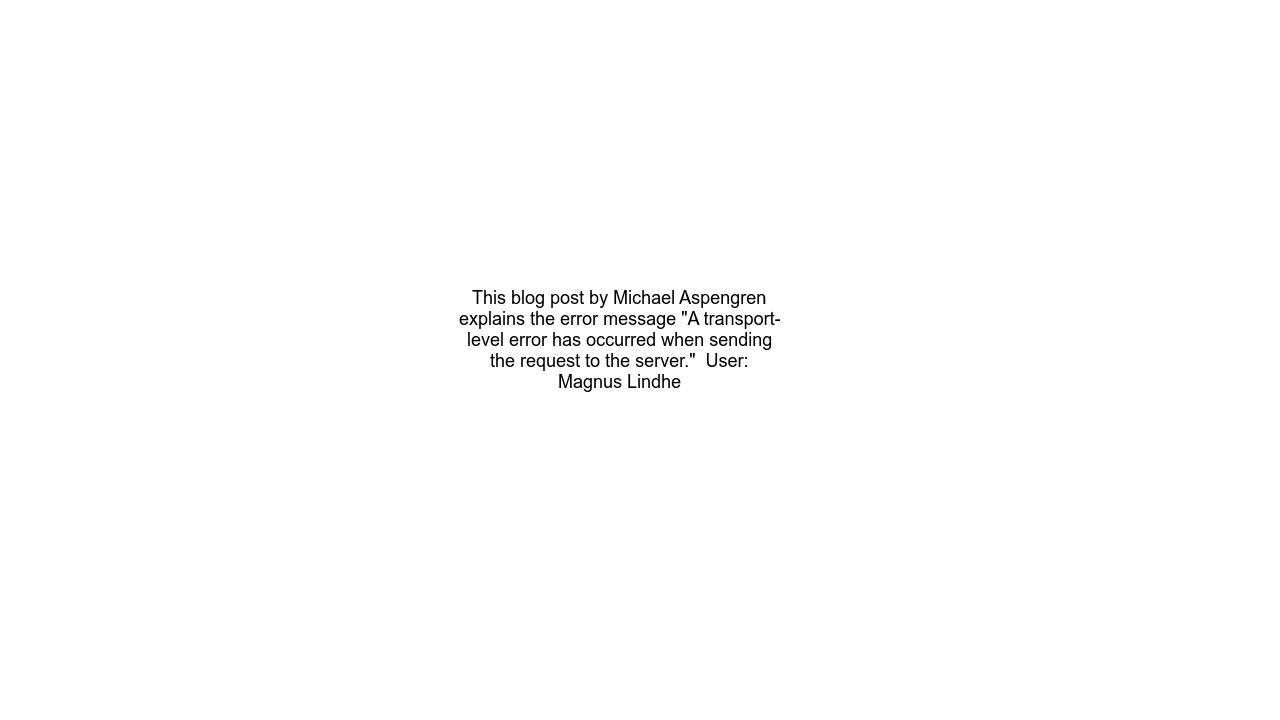 This blog post by Michael Aspengren
explains the error message "A transport-
level error has occurred when sending
the request to the server."  User:
Magnus Lindhe